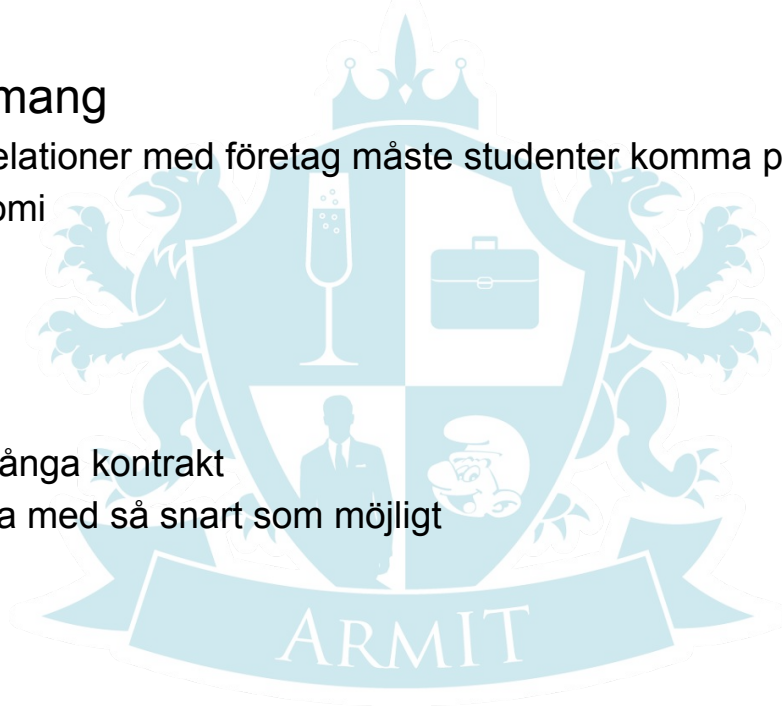 mang
elationer med företag måste studenter komma p
omi
ånga kontrakt
a med så snart som möjligt
ARMIT